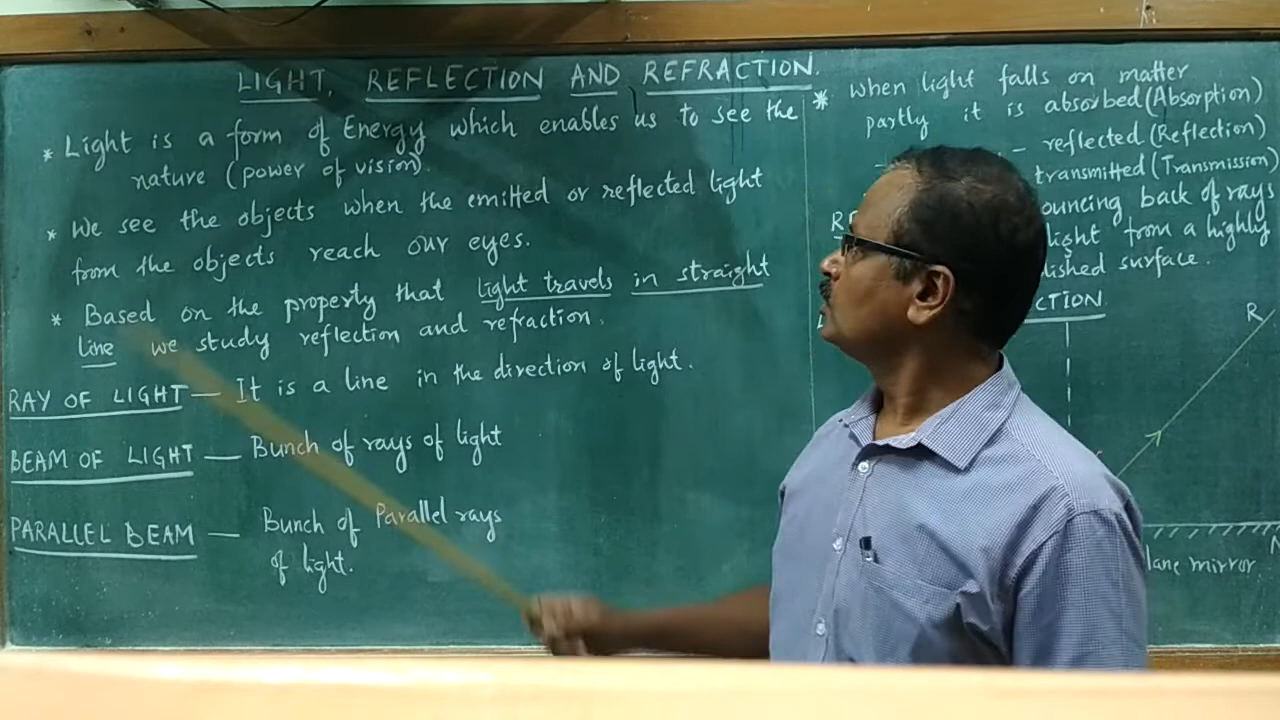 LIGHT, REFLECTION AND REFRACTION.
* Light is a form of Energy which enables us to see the
nature (power of vision).
* We see the objects when the emitted or reflected light
from the objects reach our eyes.
* Based on the property that light travels in straight
line we study reflection and refraction.
RAY OF LIGHT — It is a line in the direction of light.
BEAM OF LIGHT — Bunch of rays of light
PARALLEL BEAM — Bunch of Parallel rays
of light.
* when light falls on matter
partly it is absorbed (Absorption)
– reflected (Reflection)
transmitted (Transmission)
ouncing back of rays
light from a highly
lished surface.
CTION
R
lane mirror